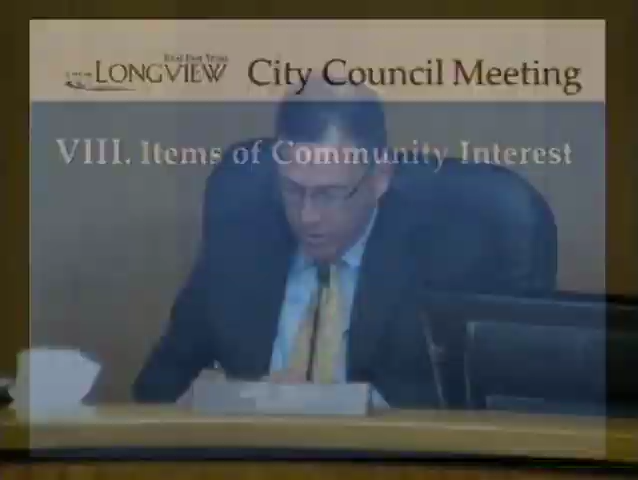 LONGVIEW City Council Meeting
VIII. Items of Community Interest